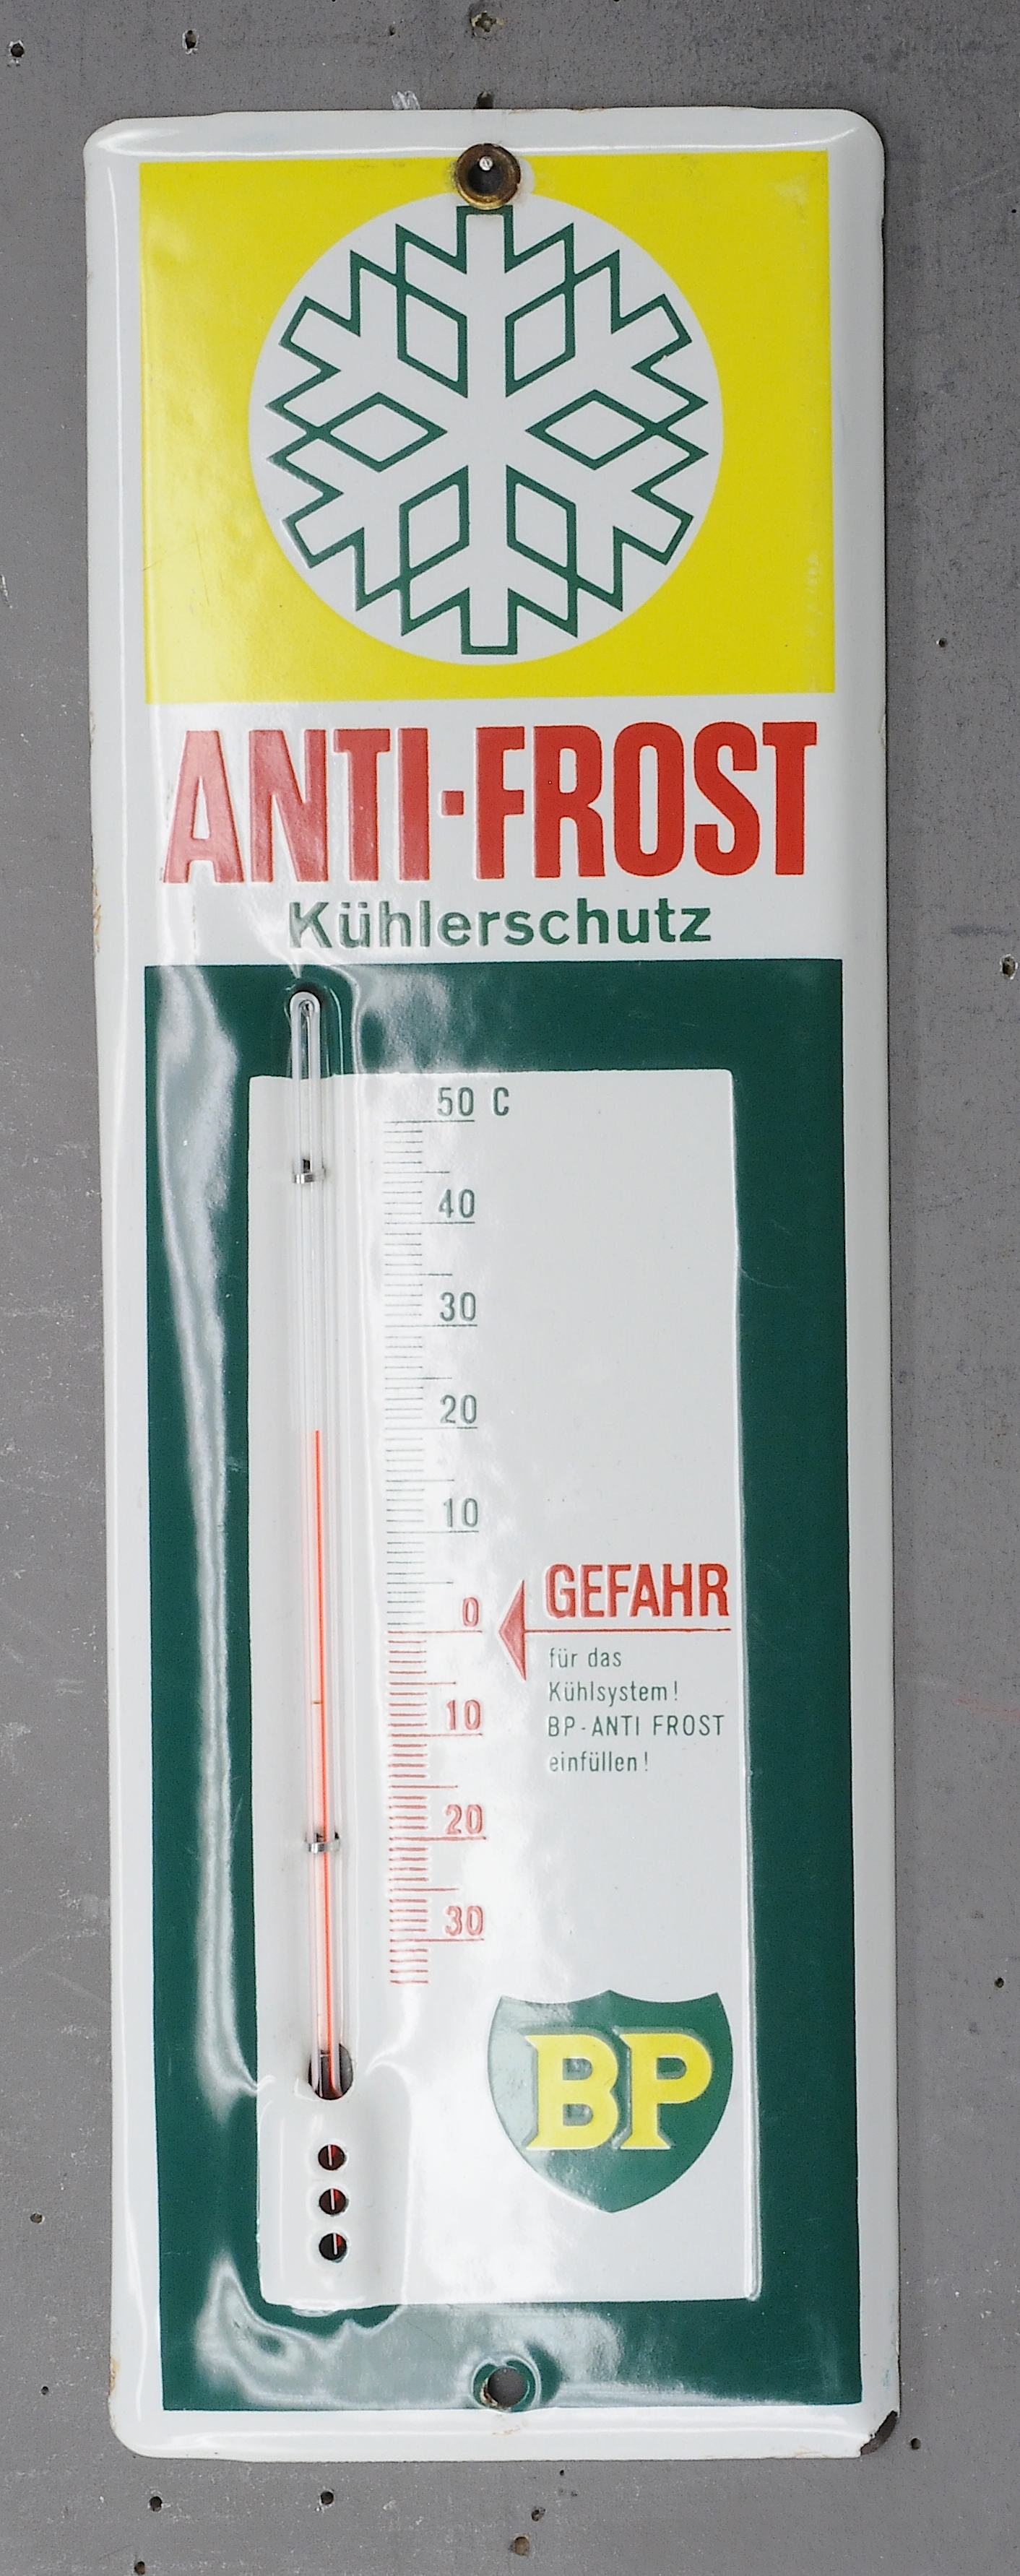 ANTI-FROST
Kühlerschutz
50 C
40
30
20
10
0
10
20
30
GEFAHR
für das
Kühlsystem!
BP-ANTI FROST
einfüllen!
BP